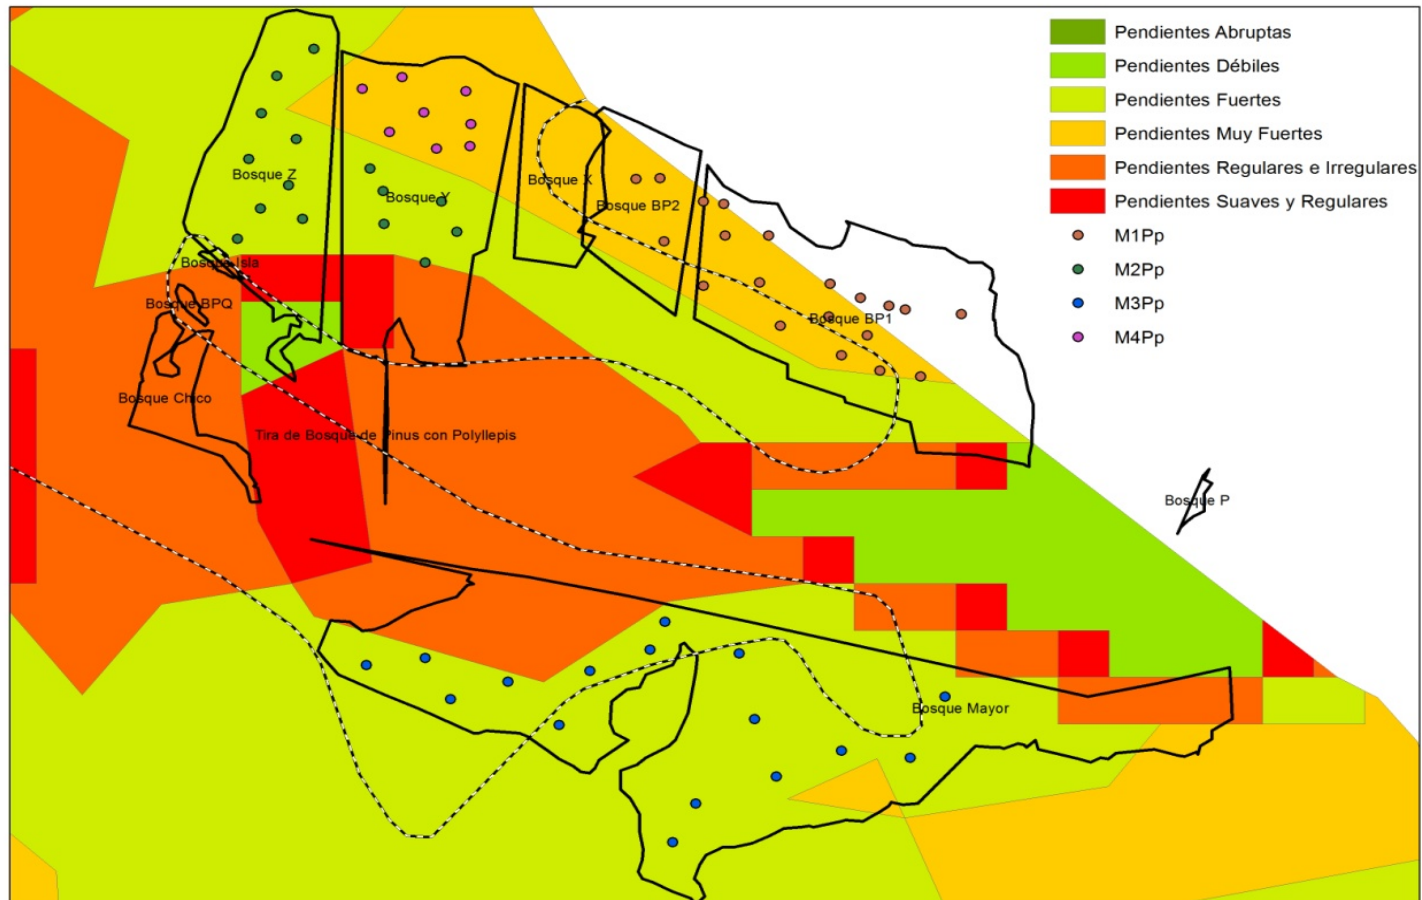 Pendientes Abruptas
Pendientes Débiles
Pendientes Fuertes
Pendientes Muy Fuertes
Pendientes Regulares e Irregulares
Pendientes Suaves y Regulares
M1Pp
M2Pp
M3Pp
M4Pp
Bosque Z
Bosque Y
Bosque X
Bosque BP2
Bosque Isla
Bosque BPQ
Bosque BP1
Bosque Chico
Tira de Bosque de Pinus con Polyllepis
Bosque P
Bosque Mayor